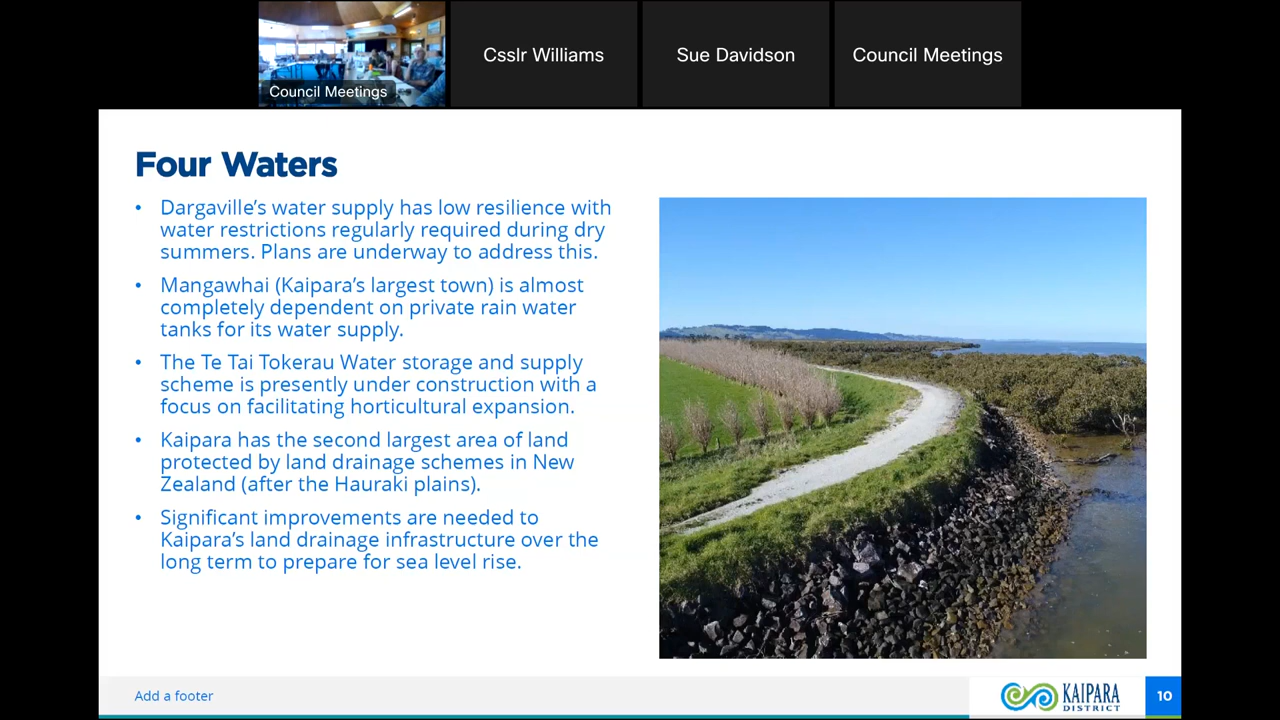 Council Meetings
Csslr Williams
Sue Davidson
Council Meetings
Four Waters
• Dargaville’s water supply has low resilience with
water restrictions regularly required during dry
summers. Plans are underway to address this.
• Mangawhai (Kaipara’s largest town) is almost
completely dependent on private rain water
tanks for its water supply.
• The Te Tai Tokerau Water storage and supply
scheme is presently under construction with a
focus on facilitating horticultural expansion.
• Kaipara has the second largest area of land
protected by land drainage schemes in New
Zealand (after the Hauraki plains).
• Significant improvements are needed to
Kaipara’s land drainage infrastructure over the
long term to prepare for sea level rise.
Add a footer
KAIPARA
DISTRICT
10